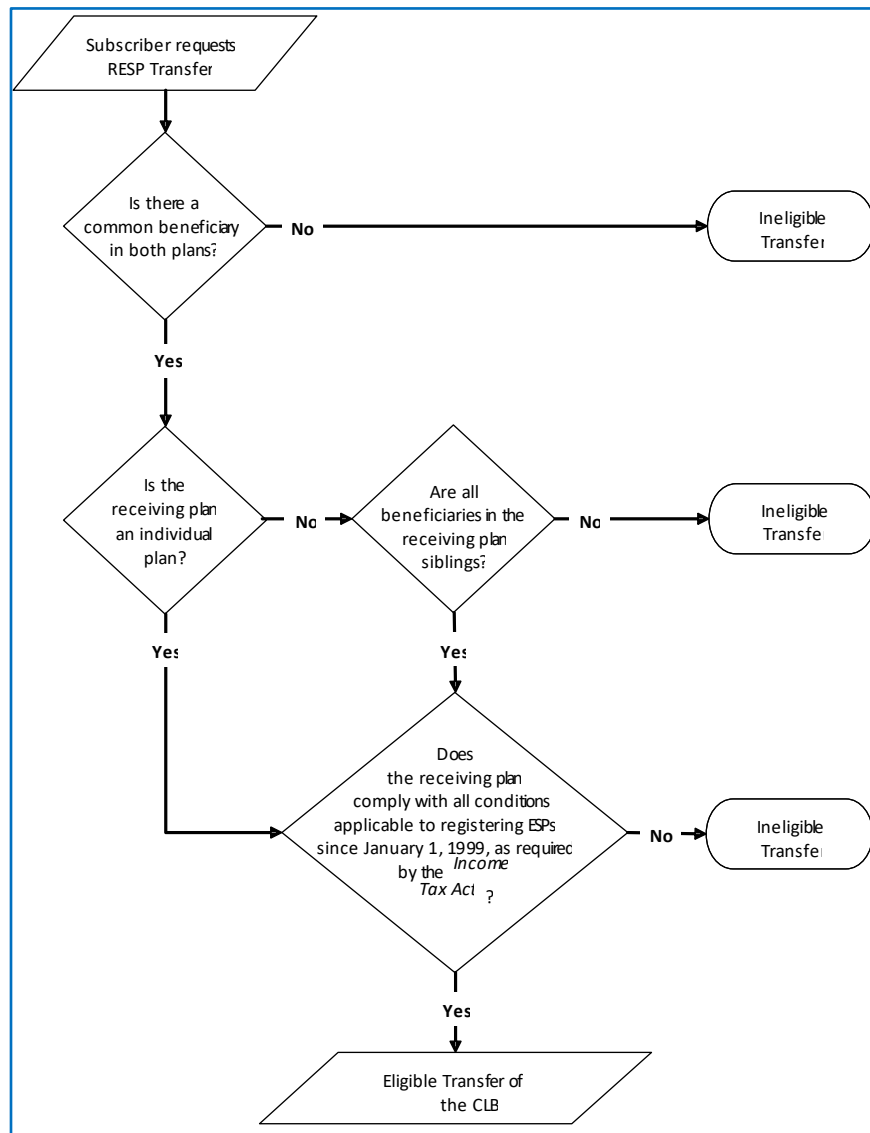 Subscriber requests
RESP Transfer
Is there a
common beneficiary
in both plans?
No
Ineligible
Transfer
Yes
Is the
receiving plan
an individual
plan?
No
Are all
beneficiaries in the
receiving plan
siblings?
No
Ineligible
Transfer
Yes
Yes
Does
the receiving plan
comply with all conditions
applicable to registering ESPs
since January 1, 1999, as required
by the Income
Tax Act ?
No
Ineligible
Transfer
Yes
Eligible Transfer of
the CLB